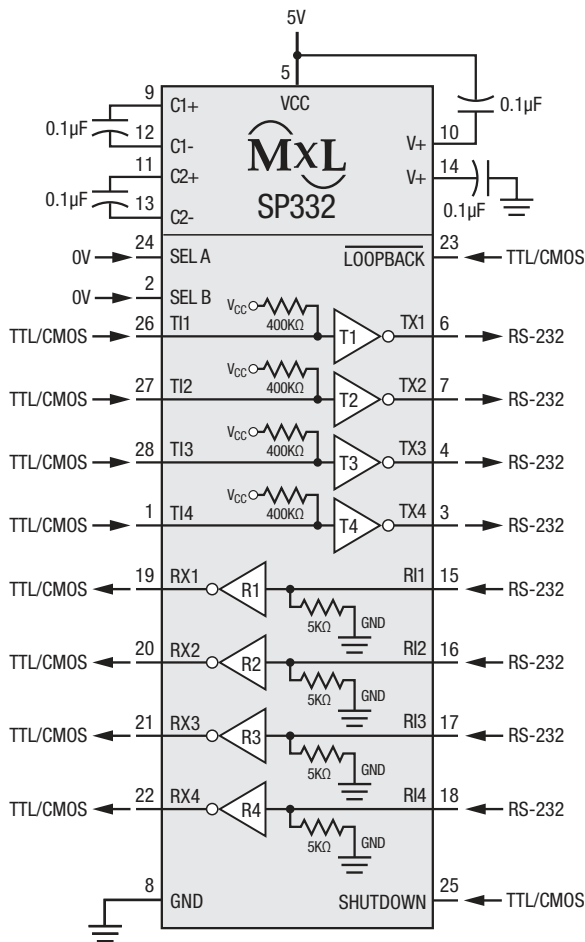 5V
5
VCC
9 C1+
0.1µF
12 C1-
11 C2+
0.1µF
13 C2-
0.1µF
V+ 10
V+ 14
0.1µF
MXL
SP332
0V 24 SEL A
LOOPBACK 23 TTL/CMOS
0V 2 SEL B
VCC 400KΩ
TTL/CMOS 26 TI1 T1 TX1 6 RS-232
VCC 400KΩ
TTL/CMOS 27 TI2 T2 TX2 7 RS-232
VCC 400KΩ
TTL/CMOS 28 TI3 T3 TX3 4 RS-232
VCC 400KΩ
TTL/CMOS 1 TI4 T4 TX4 3 RS-232
TTL/CMOS 19 RX1 R1 RI1 15 RS-232
5KΩ GND
TTL/CMOS 20 RX2 R2 RI2 16 RS-232
5KΩ GND
TTL/CMOS 21 RX3 R3 RI3 17 RS-232
5KΩ GND
TTL/CMOS 22 RX4 R4 RI4 18 RS-232
5KΩ GND
8 GND
SHUTDOWN 25 TTL/CMOS